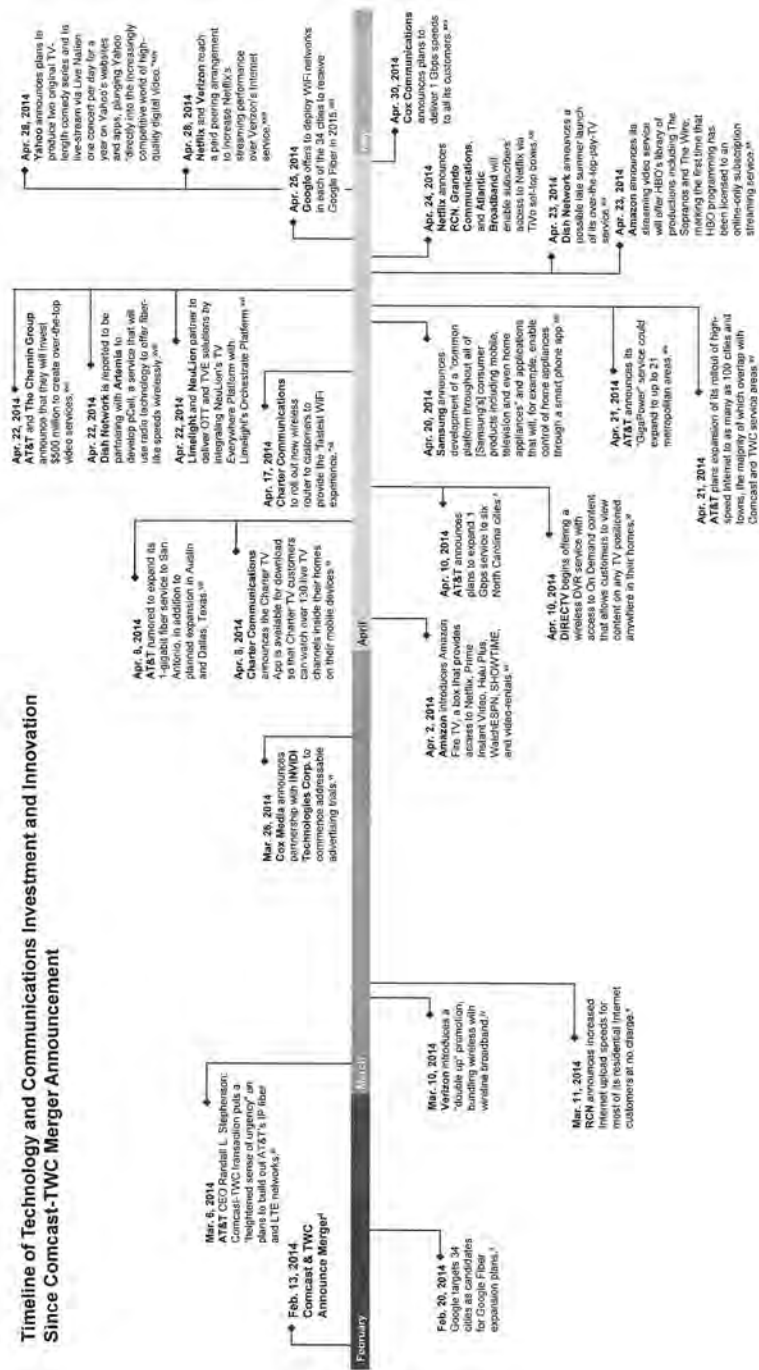 Timeline of Technology and Communications Investment and Innovation
Since Comcast-TWC Merger Announcement
Feb. 13, 2014
Comcast & TWC
Announce Merger
Mar. 6, 2014
AT&T CEO Randall L. Stephenson:
Comcast-TWC transaction puts a
"heightened sense of urgency" on
plans to build out AT&T's IP fiber
and LTE networks.
Mar. 26, 2014
Cox Media announces
partnership with INVIDI
Technologies Corp. to
commence addressable
advertising trials.
Apr. 8, 2014
AT&T rumored to expand its
1-gigabit fiber service to San
Antonio, in addition to
planned expansion in Austin
and Dallas, Texas.
Apr. 8, 2014
Charter Communications
announces the Charter TV
App is available for download
so that Charter TV customers
can watch over 130 live TV
channels inside their homes
on their mobile devices.
Apr. 22, 2014
AT&T and The Chernin Group
announce that they will invest
$500 million to create over-the-top
video services.
Apr. 22, 2014
Dish Network is reported to be
partnering with Artemis to
develop pCell, a service that will
use radio technology to offer fiber-
like speeds wirelessly.
Apr. 22, 2014
Limelight and NeuLion partner to
deliver OTT and TVE solutions by
integrating NeuLion's TV
Everywhere Platform with
Limelight's Orchestrate Platform.
Apr. 17, 2014
Charter Communications
to roll out new wireless
router to customers to
provide the "fastest WiFi
experience."
Apr. 28, 2014
Yahoo announces plans to
produce two original TV-
length comedy series and to
live-stream via Live Nation
one concert per day for a
year on Yahoo's websites
and apps, plunging Yahoo
"directly into the increasingly
competitive world of high-
quality digital video."
Apr. 28, 2014
Netflix and Verizon reach
a paid peering arrangement
to increase Netflix's
streaming performance
over Verizon's Internet
service.
Apr. 25, 2014
Google offers to deploy WiFi networks
in each of the 34 cities to receive
Google Fiber in 2015.
February
March
April
May
Feb. 20, 2014
Google targets 34
cities as candidates
for Google Fiber
expansion plans.
Mar. 10, 2014
Verizon introduces a
"double up" promotion,
bundling wireless with
wireline broadband.
Mar. 11, 2014
RCN announces increased
Internet upload speeds for
most of its residential Internet
customers at no charge.
Apr. 2, 2014
Amazon introduces Amazon
Fire TV, a box that provides
access to Netflix, Prime
Instant Video, Hulu Plus,
WatchESPN, SHOWTIME,
and video-rentals.
Apr. 10, 2014
AT&T announces
plans to expand 1
Gbps service to six
North Carolina cities.
Apr. 10, 2014
DIRECTV begins offering a
wireless DVR service with
access to On Demand content
that allows customers to view
content on any TV positioned
anywhere in their homes.
Apr. 20, 2014
Samsung announces
development of a "common
platform throughout all of
[Samsung's] consumer
products including mobile,
television and even home
appliances" and applications
that will, for example, enable
control of home appliances
through a smart phone app.
Apr. 21, 2014
AT&T announces its
"GigaPower" service could
expand to up to 21
metropolitan areas.
Apr. 21, 2014
AT&T plans expansion of its rollout of high-
speed Internet to as many as 100 cities and
towns, the majority of which overlap with
Comcast and TWC service areas.
Apr. 30, 2014
Cox Communications
announces plans to
deliver 1 Gbps speeds
to all its customers.
Apr. 24, 2014
Netflix announces
RCN, Grande
Communications,
and Atlantic
Broadband will
enable subscribers'
access to Netflix via
TiVo set-top boxes.
Apr. 23, 2014
Dish Network announces a
possible late summer launch
of its over-the-top-pay-TV
service.
Apr. 23, 2014
Amazon announces its
streaming video service
will offer HBO's library of
productions including The
Sopranos and The Wire,
marking the first time that
HBO programming has
been licensed to an
online-only subscription
streaming service.